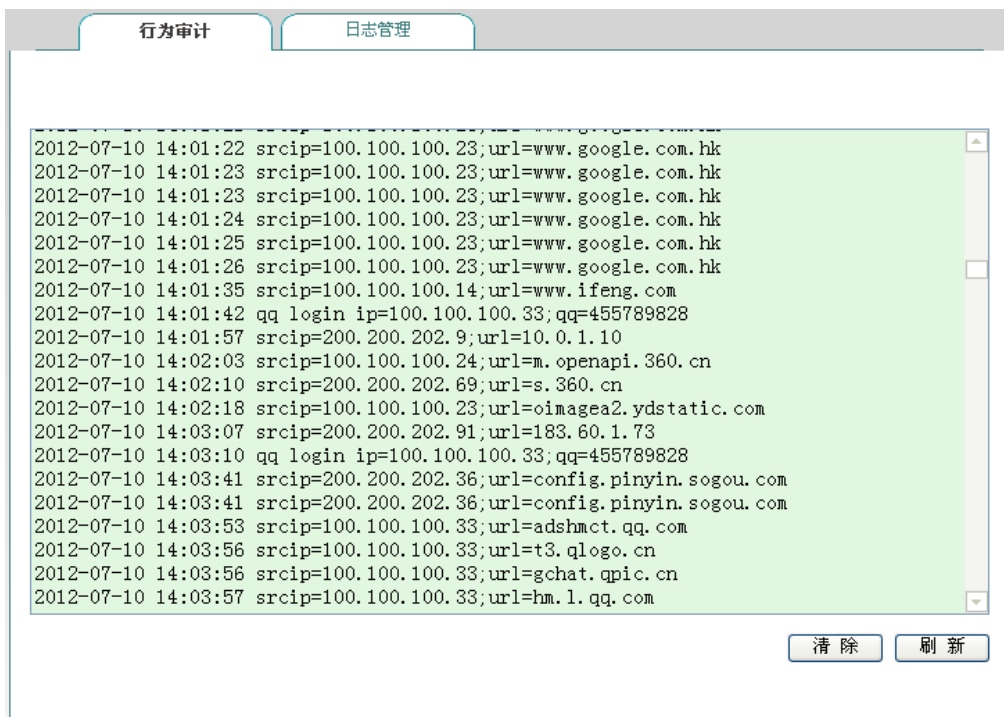 行为审计
日志管理
2012-07-10 14:01:22 srcip=100.100.100.23;url=www.google.com.hk
2012-07-10 14:01:23 srcip=100.100.100.23;url=www.google.com.hk
2012-07-10 14:01:23 srcip=100.100.100.23;url=www.google.com.hk
2012-07-10 14:01:24 srcip=100.100.100.23;url=www.google.com.hk
2012-07-10 14:01:25 srcip=100.100.100.23;url=www.google.com.hk
2012-07-10 14:01:26 srcip=100.100.100.23;url=www.google.com.hk
2012-07-10 14:01:35 srcip=100.100.100.14;url=www.ifeng.com
2012-07-10 14:01:42 qq login ip=100.100.100.33;qq=455789828
2012-07-10 14:01:57 srcip=200.200.202.9;url=10.0.1.10
2012-07-10 14:02:03 srcip=100.100.100.24;url=m.openapi.360.cn
2012-07-10 14:02:10 srcip=200.200.202.69;url=s.360.cn
2012-07-10 14:02:18 srcip=100.100.100.23;url=oimagea2.ydstatic.com
2012-07-10 14:03:07 srcip=200.200.202.91;url=183.60.1.73
2012-07-10 14:03:10 qq login ip=100.100.100.33;qq=455789828
2012-07-10 14:03:41 srcip=200.200.202.36;url=config.pinyin.sogou.com
2012-07-10 14:03:41 srcip=200.200.202.36;url=config.pinyin.sogou.com
2012-07-10 14:03:53 srcip=100.100.100.33;url=adshmct.qq.com
2012-07-10 14:03:56 srcip=100.100.100.33;url=t3.qlogo.cn
2012-07-10 14:03:56 srcip=100.100.100.33;url=gchat.qpic.cn
2012-07-10 14:03:57 srcip=100.100.100.33;url=hm.l.qq.com
清 除
刷 新